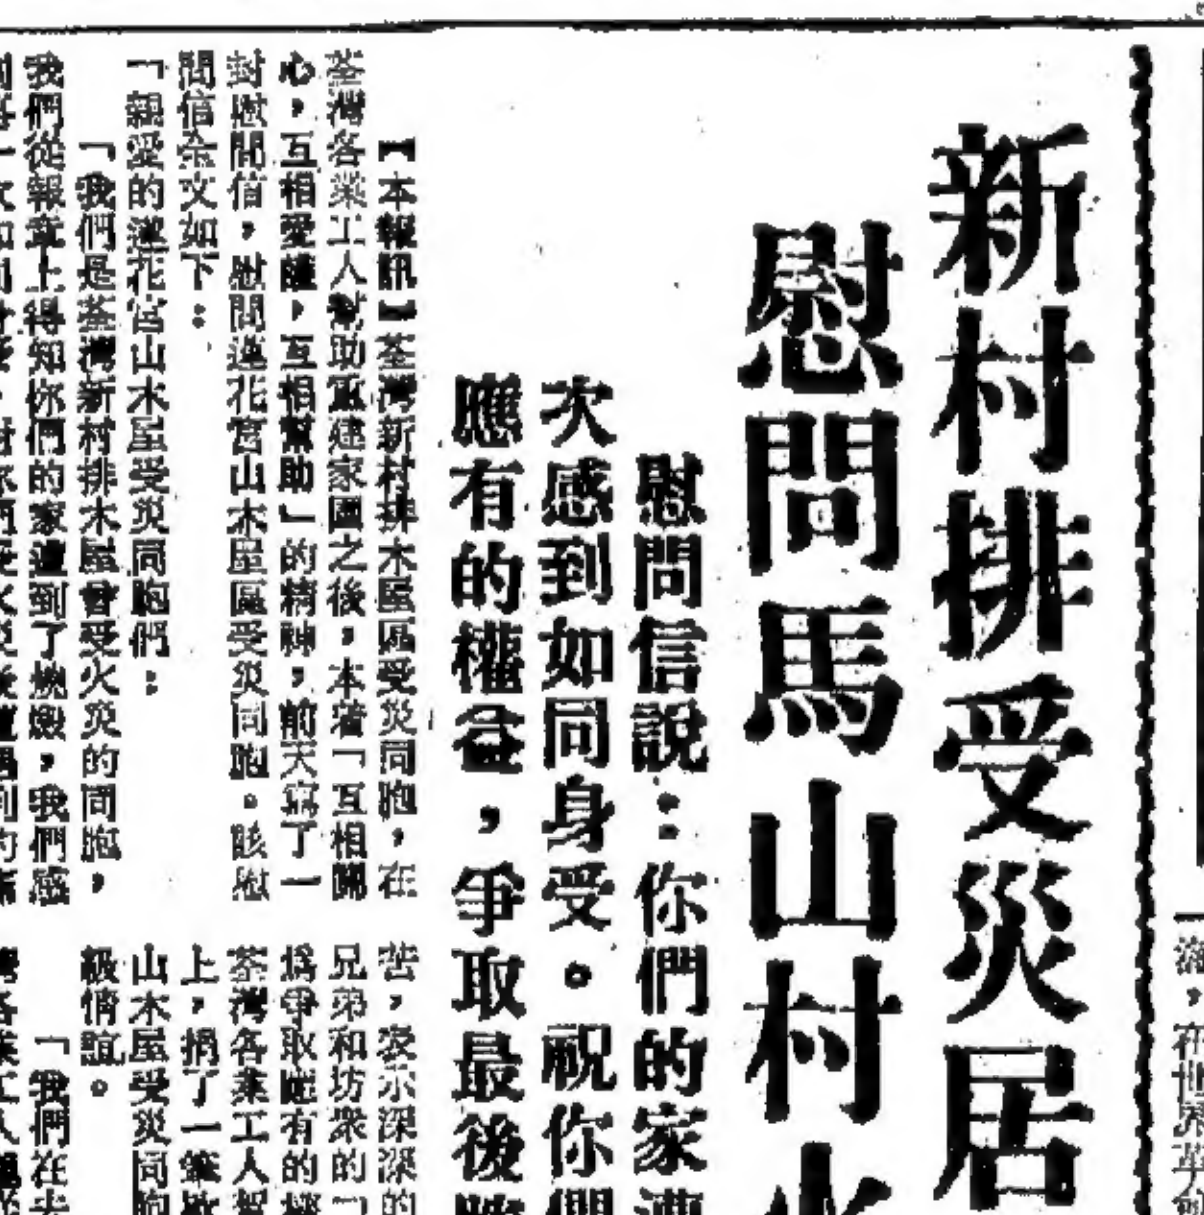 新村排受災居
慰問馬山村
慰問信說：你們的家
次感到如同身受。祝你們
應有的權益，爭取最後
【本報訊】荃灣新村排木屋區受災同胞，在
荃灣各業工人幫助重建家園之後，本着「互相關
心，互相愛護，互相幫助」的精神，前天寫了一
封慰問信，慰問蓮花宮山木屋區受災同胞。該慰
問信全文如下：
「親愛的蓮花宮山木屋受災同胞們：
「我們是荃灣新村排木屋曾受火災的同胞，
我們從報章上得知你們的家遭到了燒燬，我們感
苦，表示深深的
兄弟和坊衆的「
爲爭取應有的權
荃灣各業工人
上，捐了一筆款
山木屋受災同胞
級情誼。
「我們在